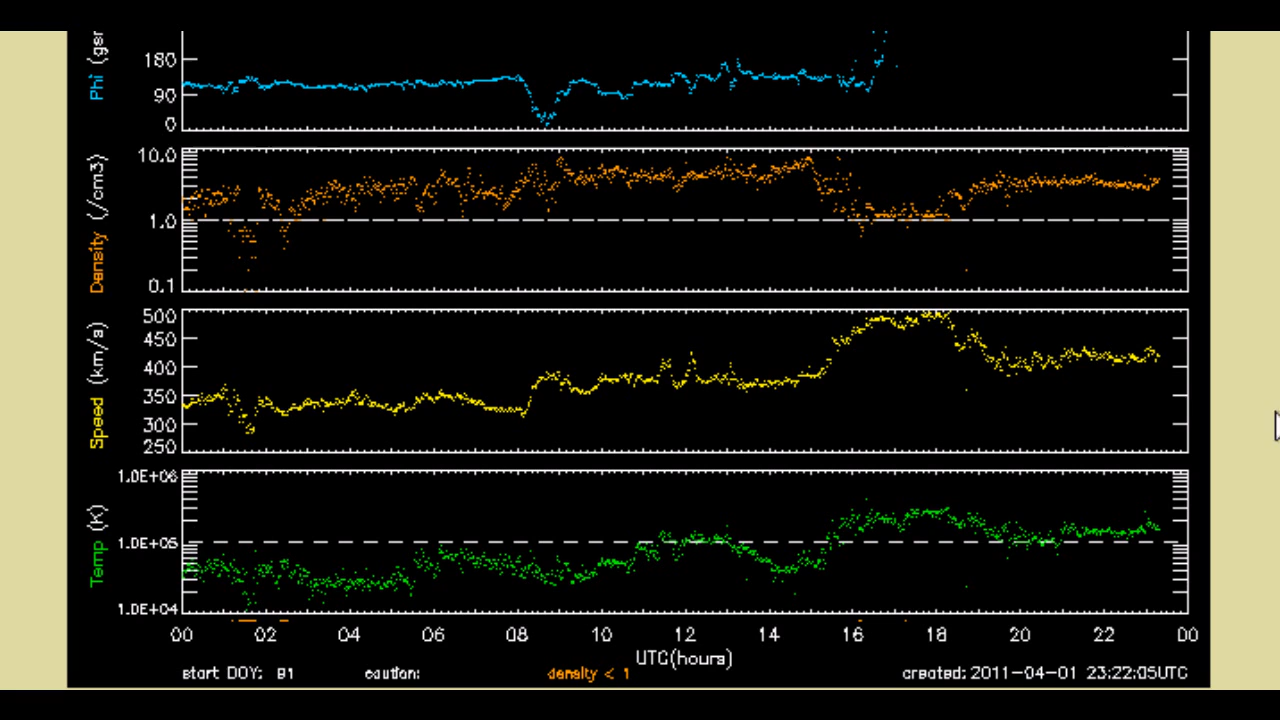 Phi (gsm
180
90
0
Density (/cm3)
10.0
1.0
0.1
Speed (km/s)
500
450
400
350
300
250
Temp (K)
1.0E+06
1.0E+05
1.0E+04
00 02 04 06 08 10 12 14 16 18 20 22 00
UTC(hours)
start DOY: 91 caution: density < 1 created: 2011-04-01 23:22:05UTC